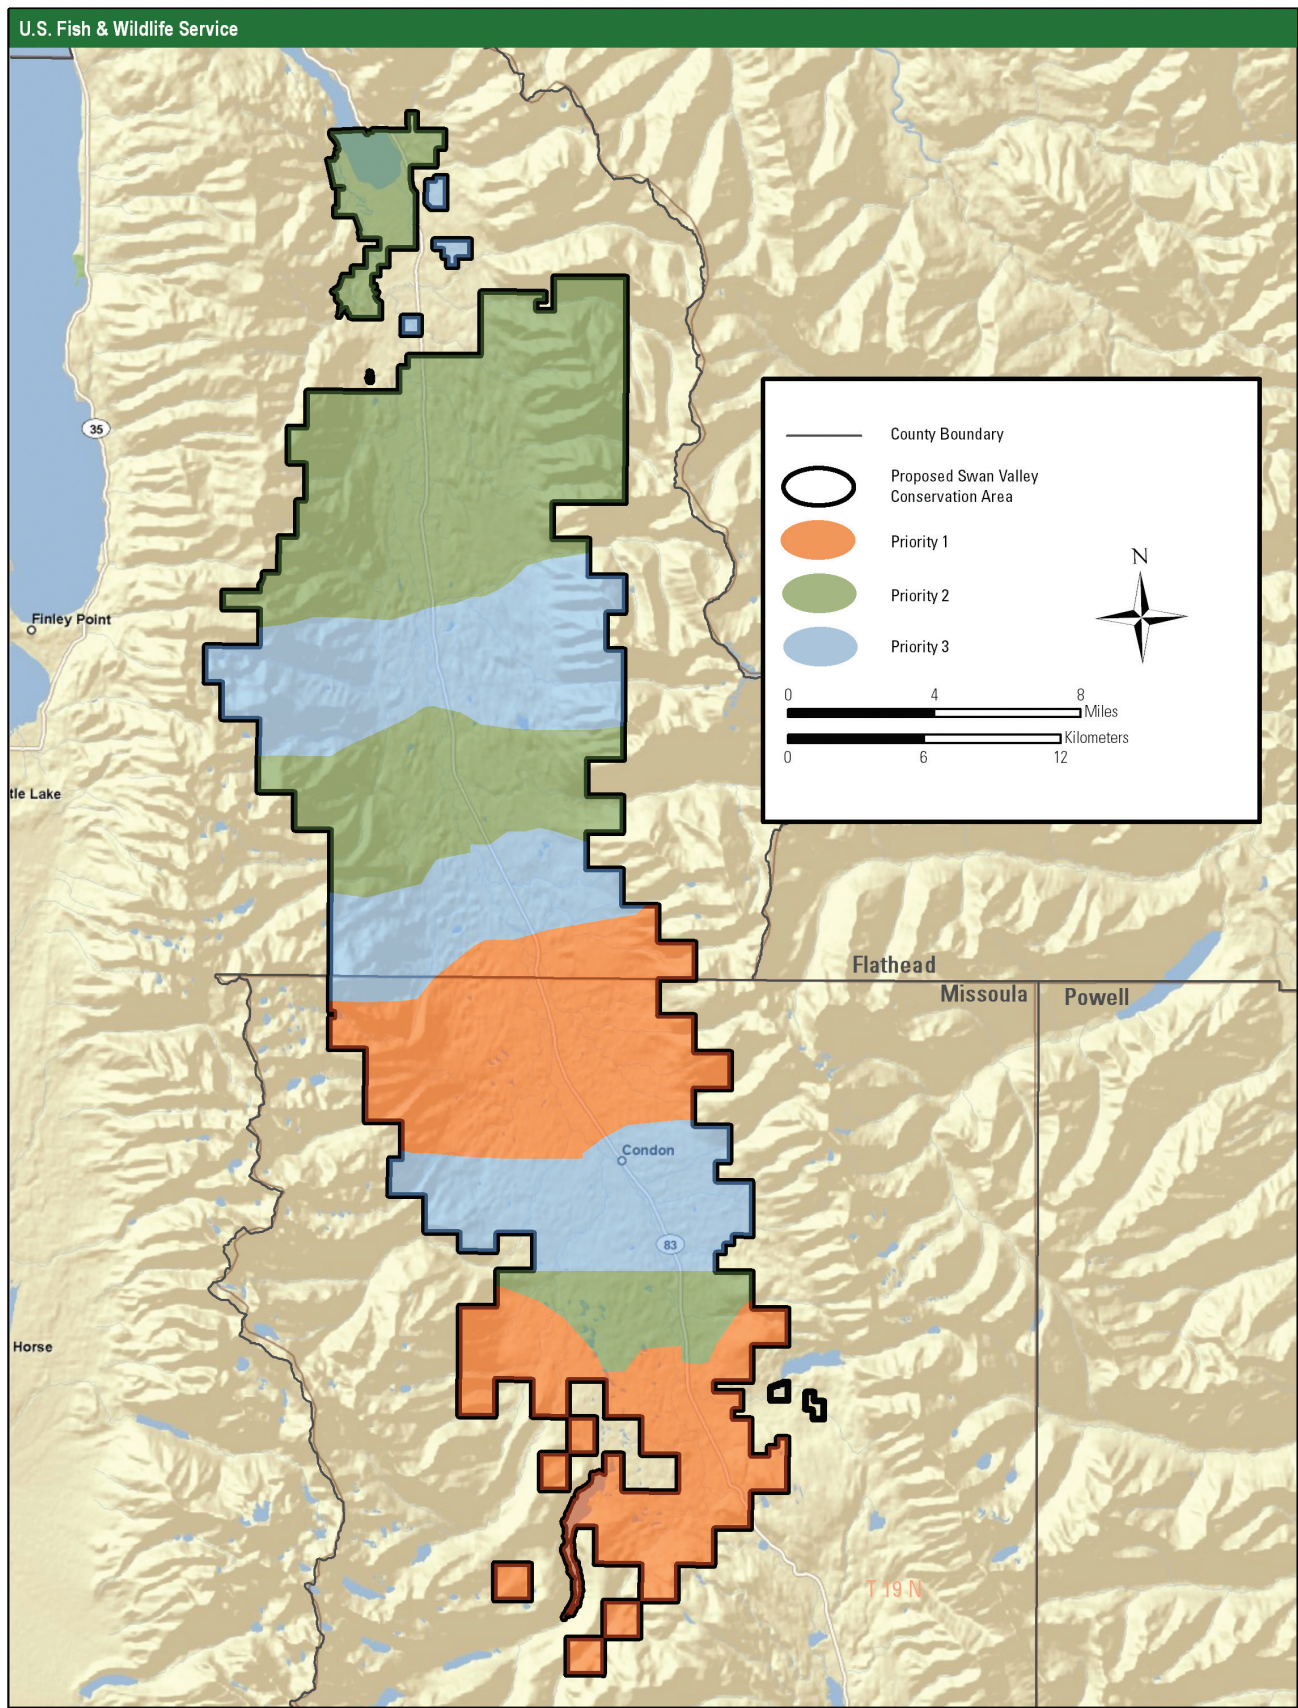 U.S. Fish & Wildlife Service
35
County Boundary
Proposed Swan Valley
Conservation Area
Priority 1
N
Priority 2
Finley Point
Priority 3
0 4 8
Miles
Kilometers
0 6 12
tle Lake
Flathead
Missoula
Powell
Condon
83
Horse
T 19 N